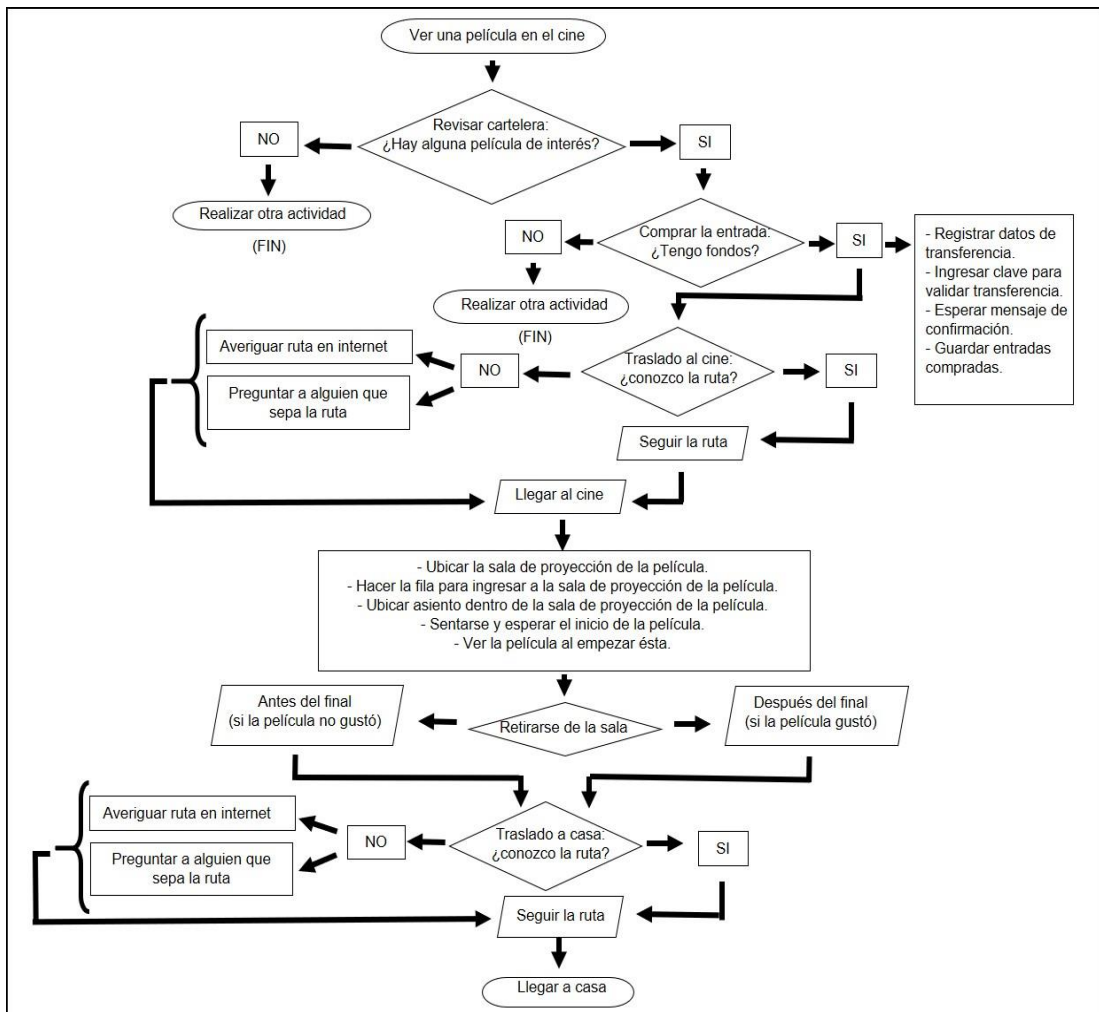 Ver una película en el cine
Revisar cartelera:
¿Hay alguna película de interés?
NO
SI
Realizar otra actividad
(FIN)
Comprar la entrada:
¿Tengo fondos?
NO
SI
- Registrar datos de
transferencia.
- Ingresar clave para
validar transferencia.
- Esperar mensaje de
confirmación.
- Guardar entradas
compradas.
Realizar otra actividad
(FIN)
Traslado al cine:
¿conozco la ruta?
NO
SI
Averiguar ruta en internet
Preguntar a alguien que
sepa la ruta
Seguir la ruta
Llegar al cine
- Ubicar la sala de proyección de la película.
- Hacer la fila para ingresar a la sala de proyección de la película.
- Ubicar asiento dentro de la sala de proyección de la película.
- Sentarse y esperar el inicio de la película.
- Ver la película al empezar ésta.
Retirarse de la sala
Antes del final
(si la película no gustó)
Después del final
(si la película gustó)
Traslado a casa:
¿conozco la ruta?
NO
SI
Averiguar ruta en internet
Preguntar a alguien que
sepa la ruta
Seguir la ruta
Llegar a casa